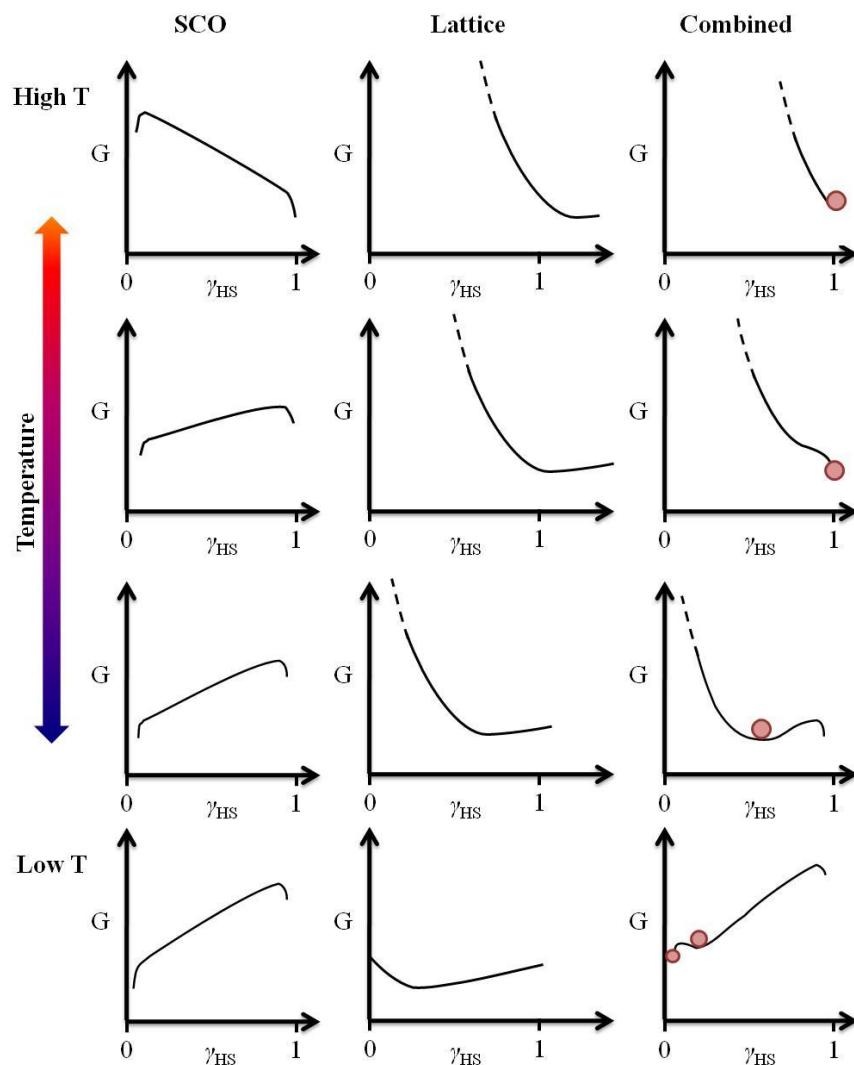 SCO Lattice Combined
High T
G G G
0 1 0 1 0 1
γHS γHS γHS
Temperature
G G G
0 1 0 1 0 1
γHS γHS γHS
G G G
0 1 0 1 0 1
γHS γHS γHS
Low T
G G G
0 1 0 1 0 1
γHS γHS γHS